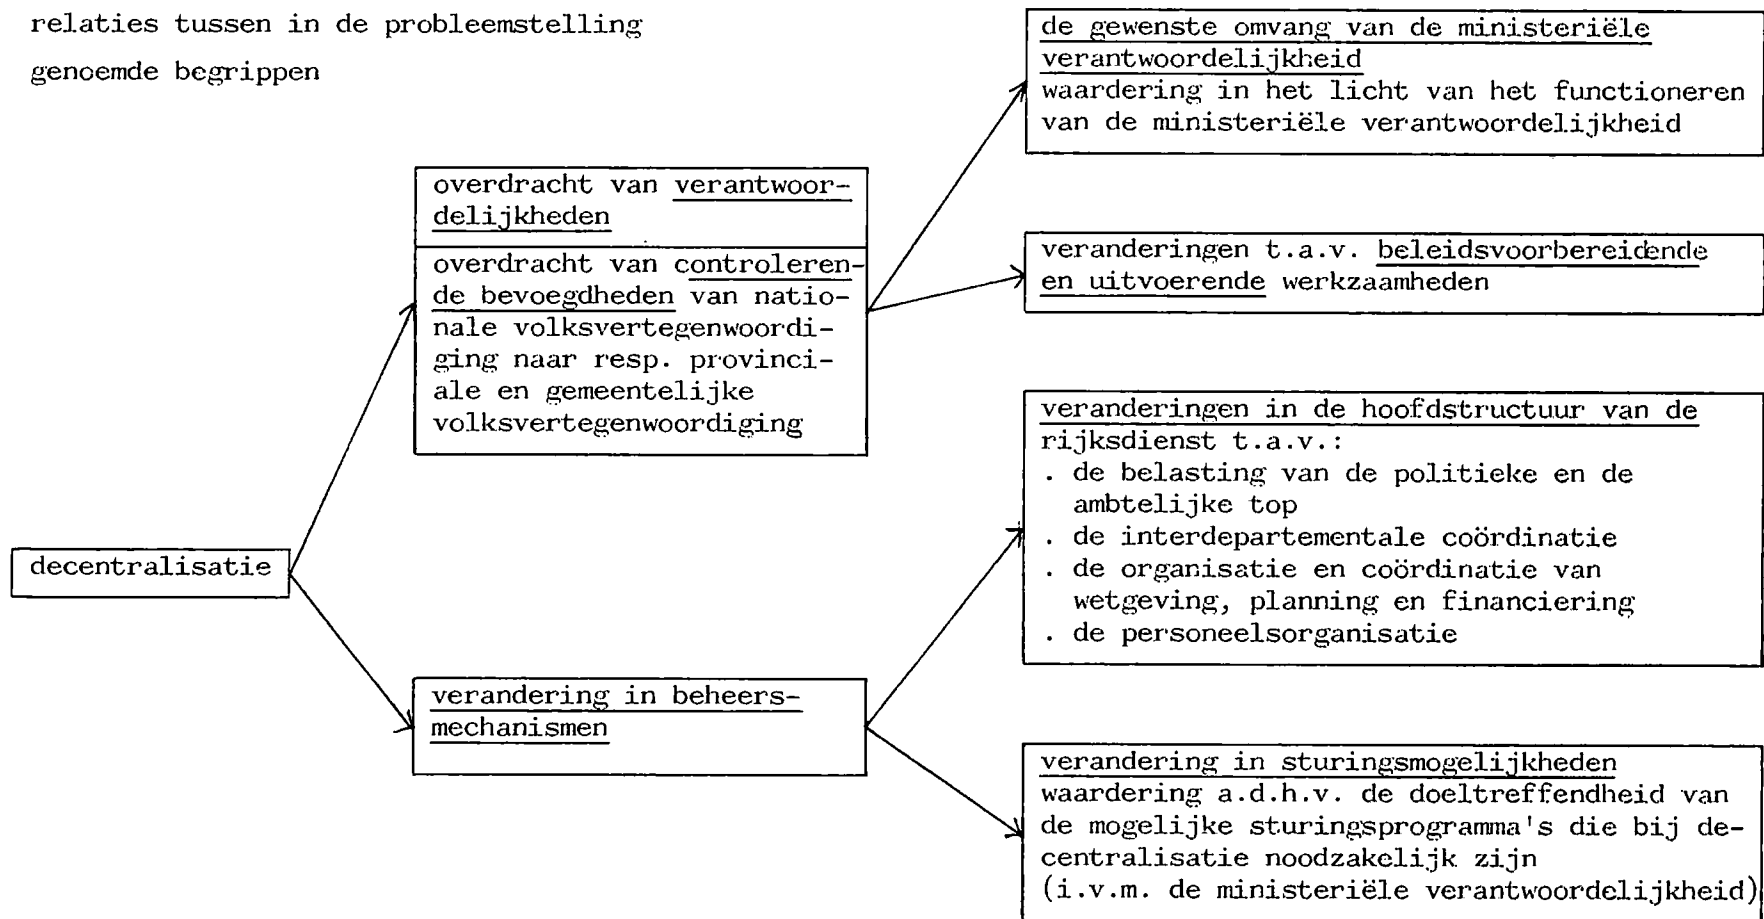 relaties tussen in de probleemstelling
genoemde begrippen
de gewenste omvang van de ministeriële
verantwoordelijkheid
waardering in het licht van het functioneren
van de ministeriële verantwoordelijkheid
overdracht van verantwoor-
delijkheden
overdracht van controleren-
de bevoegdheden van natio-
nale volksvertegenwoordi-
ging naar resp. provinci-
ale en gemeentelijke
volksvertegenwoordiging
veranderingen t.a.v. beleidsvoorbereidende
en uitvoerende werkzaamheden
decentralisatie
veranderingen in de hoofdstructuur van de
rijksdienst t.a.v.:
. de belasting van de politieke en de
ambtelijke top
. de interdepartementale coördinatie
. de organisatie en coördinatie van
wetgeving, planning en financiering
. de personeelsorganisatie
verandering in beheers-
mechanismen
verandering in sturingsmogelijkheden
waardering a.d.h.v. de doeltreffendheid van
de mogelijke sturingsprogramma's die bij de-
centralisatie noodzakelijk zijn
(i.v.m. de ministeriële verantwoordelijkheid)